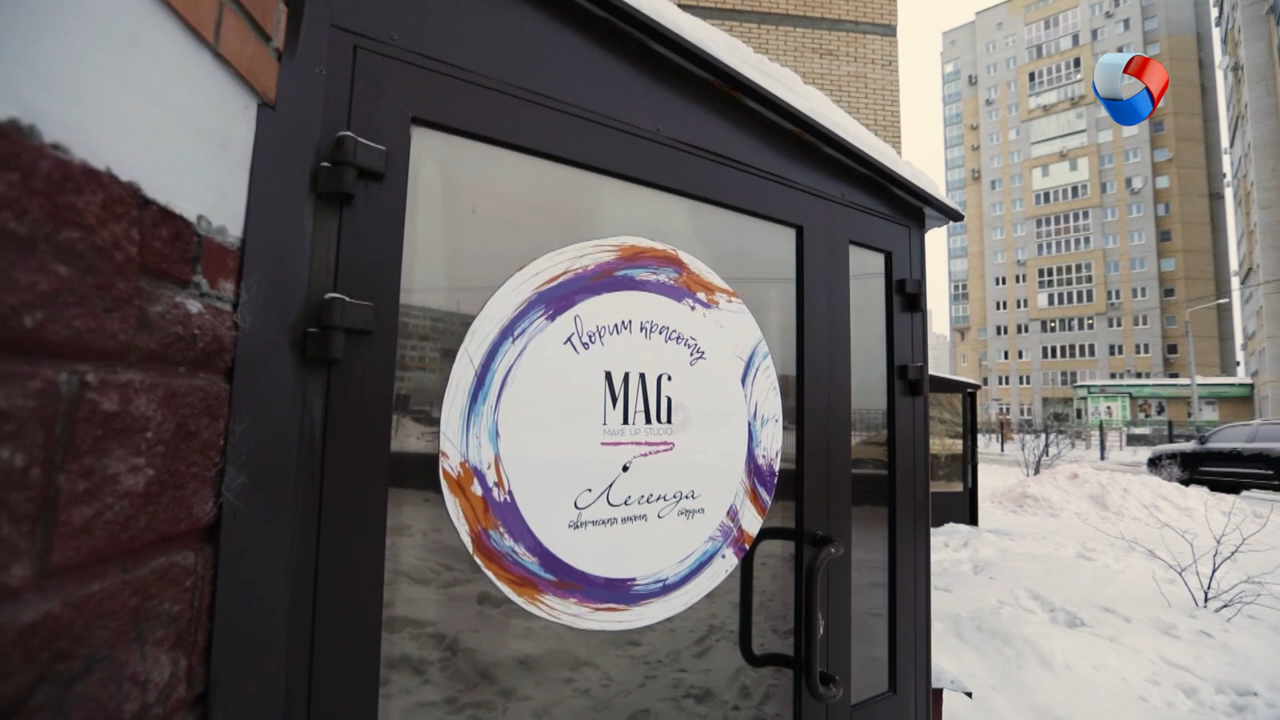 Творим красоту
MAG
MAKE UP STUDIO
Легенда
творческая школа студия